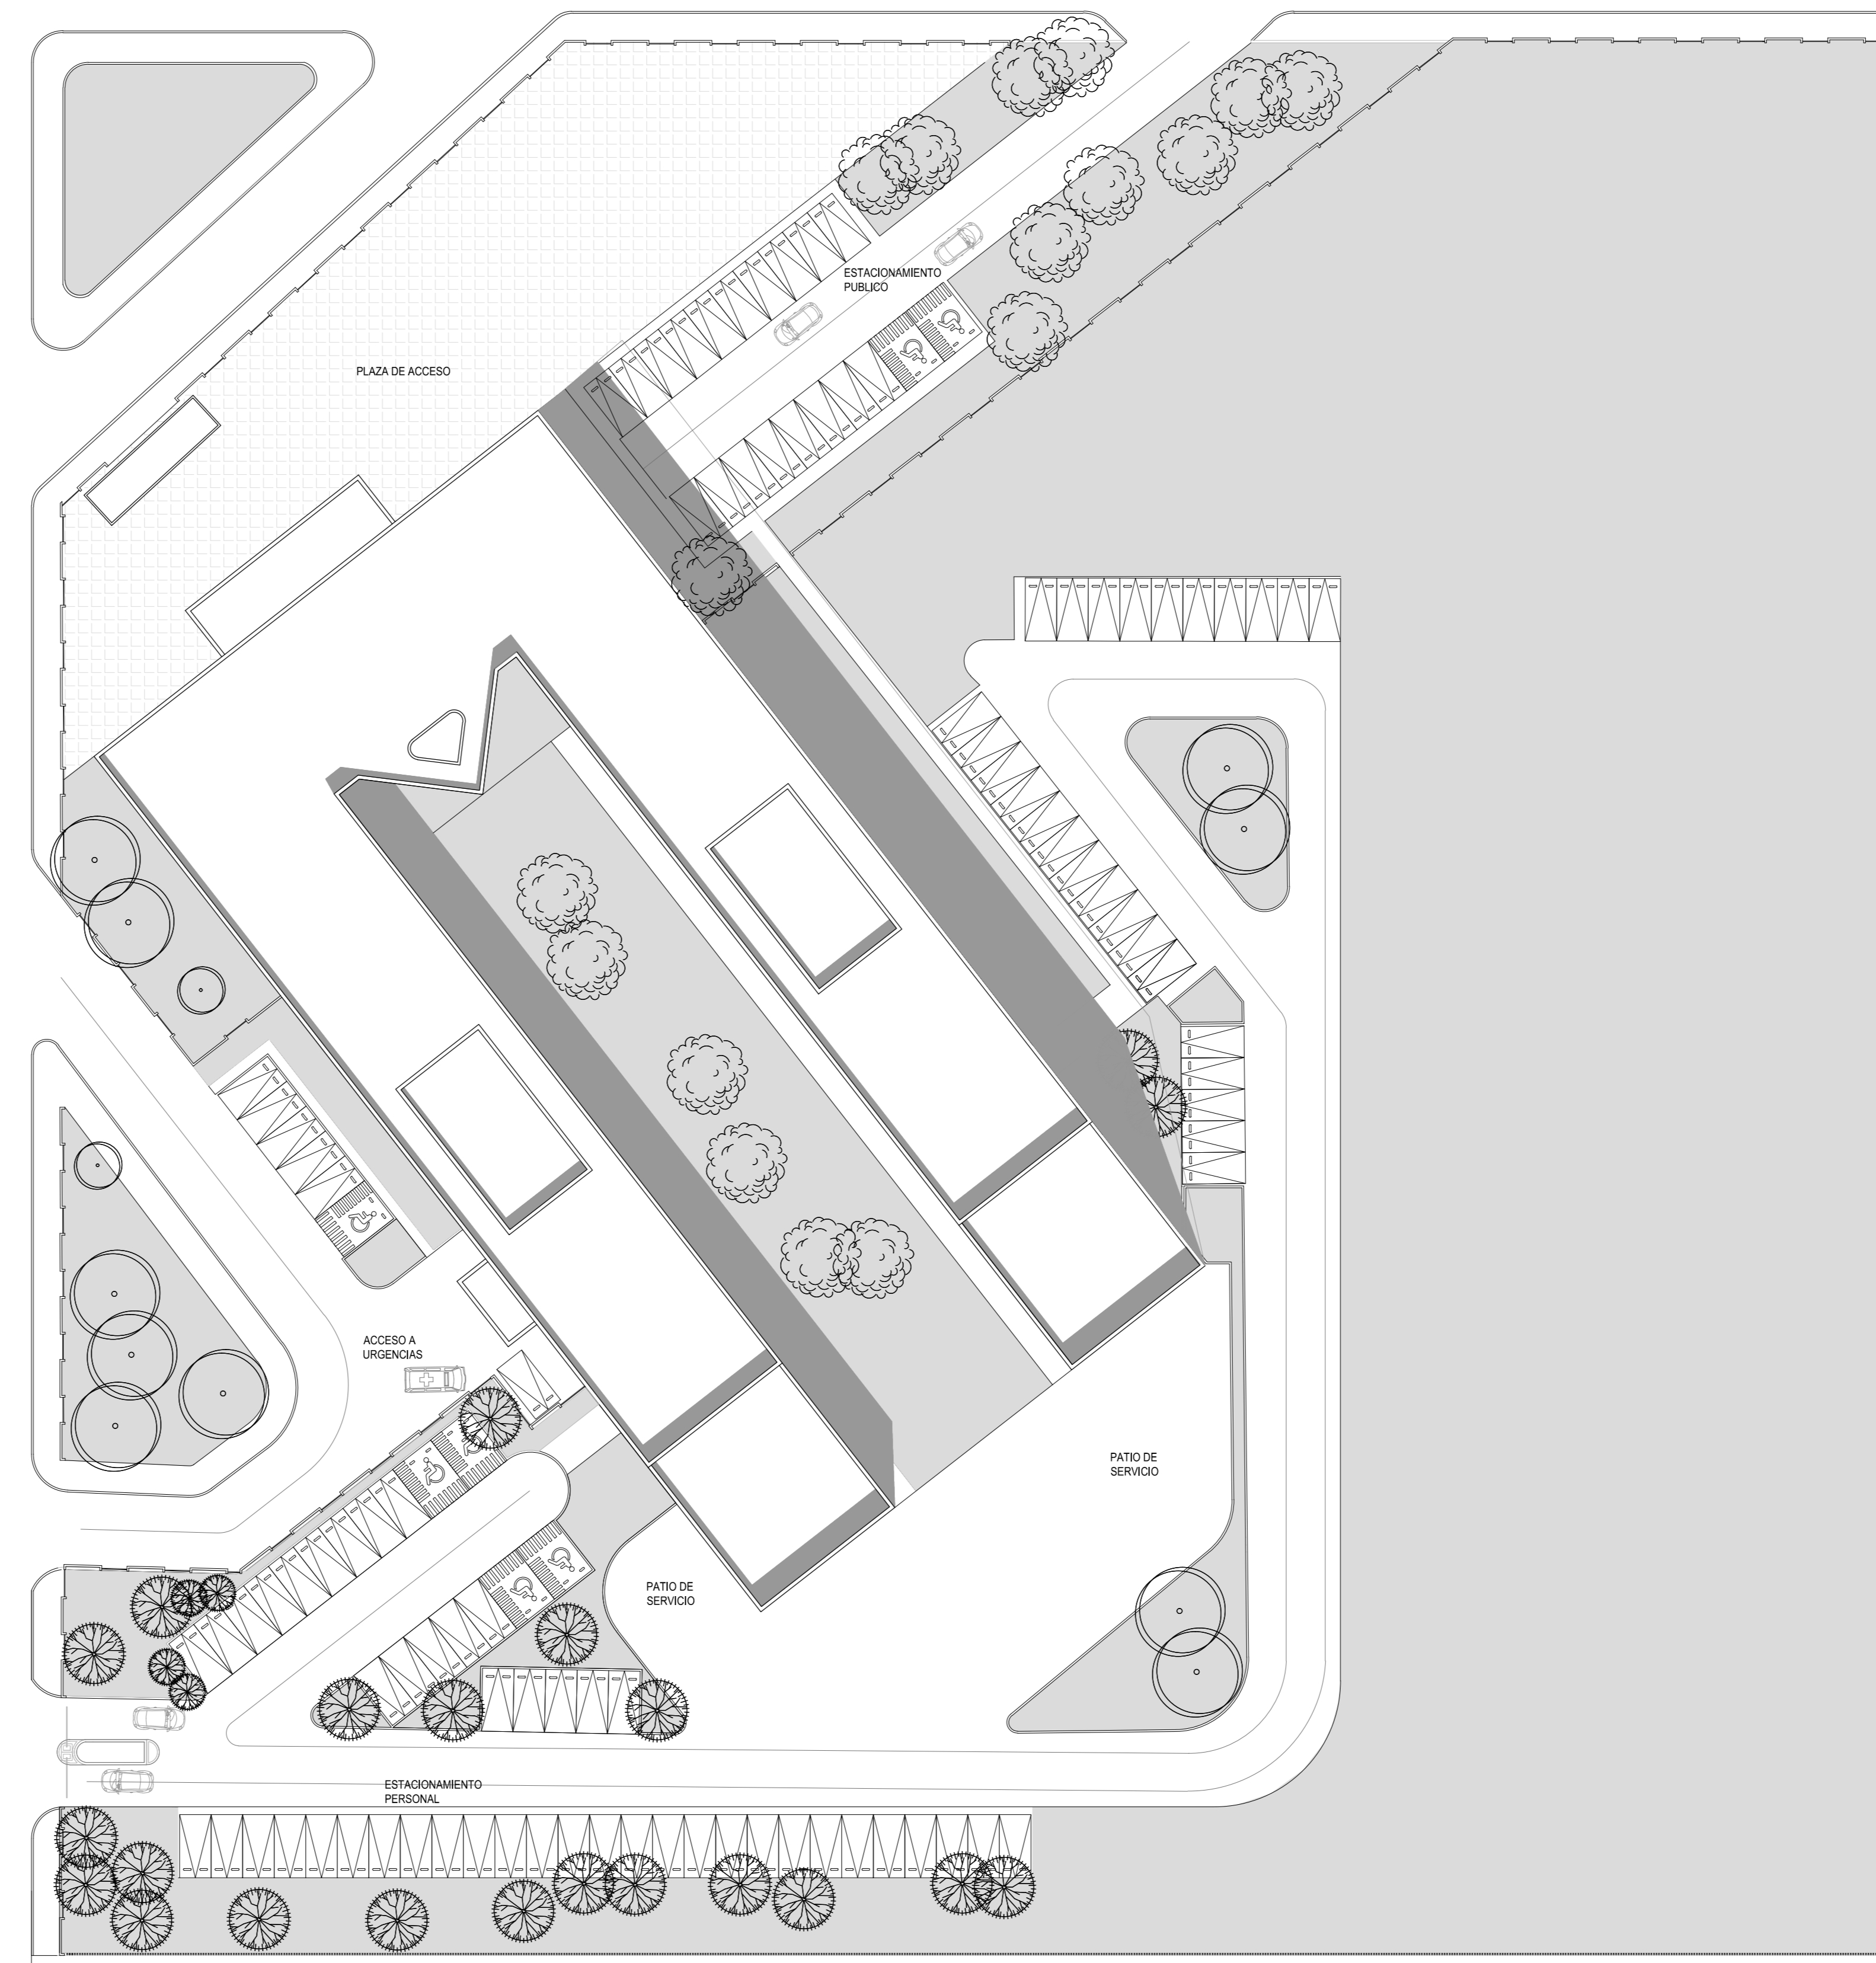 ESTACIONAMIENTO
PUBLICO
PLAZA DE ACCESO
ACCESO A
URGENCIAS
PATIO DE
SERVICIO
PATIO DE
SERVICIO
ESTACIONAMIENTO
PERSONAL